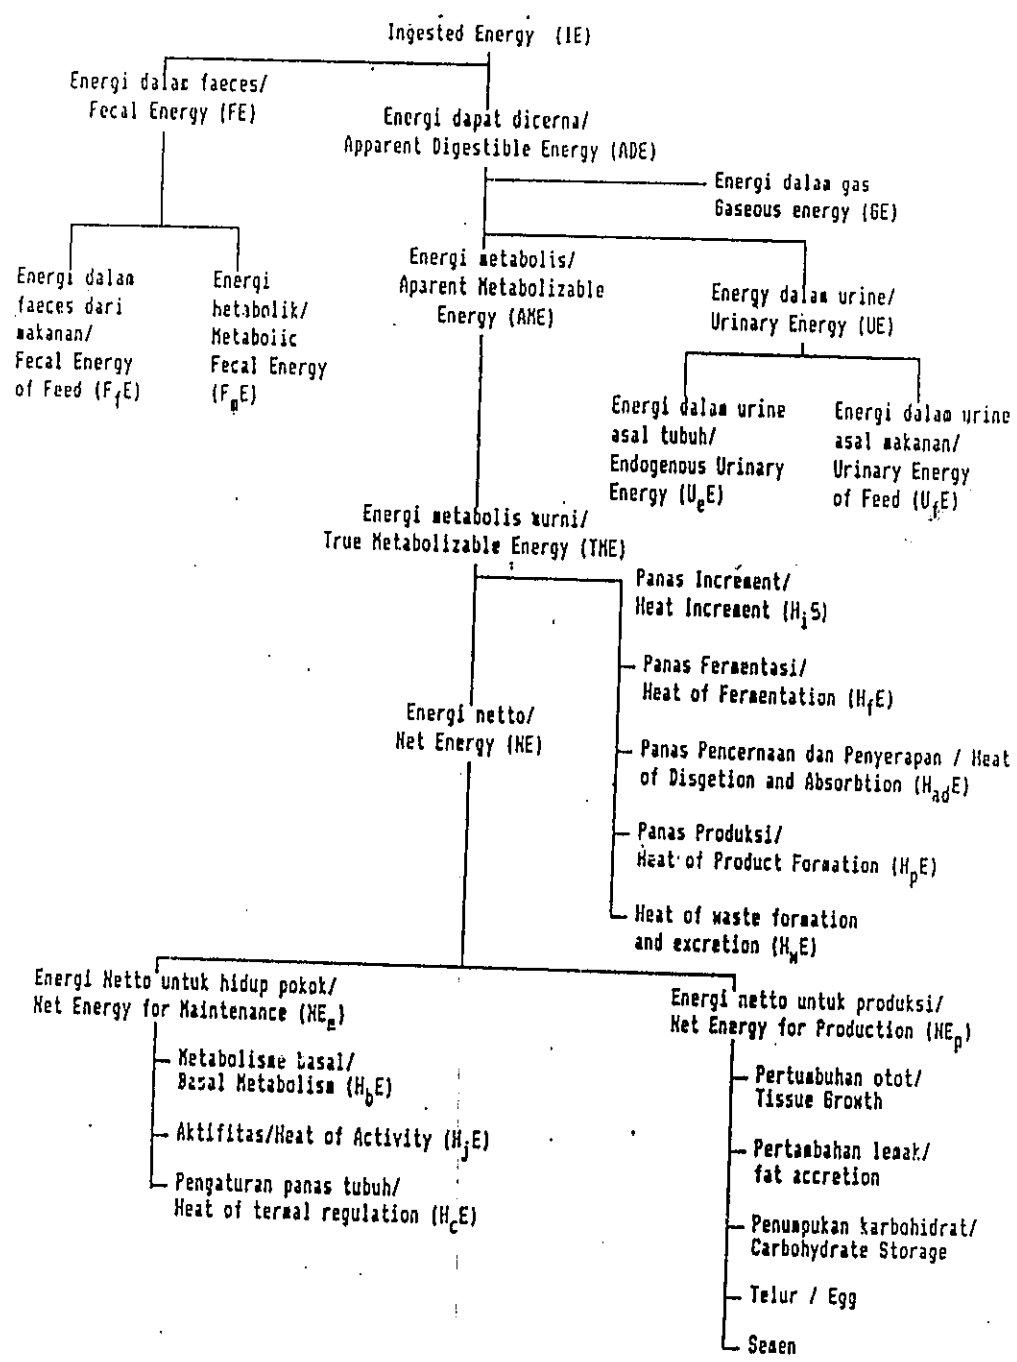 Ingested Energy (IE)
Energi dalam faeces/
Fecal Energy (FE)
Energi dapat dicerna/
Apparent Digestible Energy (ADE)
Energi dalam gas
Gaseous energy (GE)
Energi metabolis/
Aparent Metabolizable
Energy (AME)
Energy dalam urine/
Urinary Energy (UE)
Energi dalam
faeces dari
makanan/
Fecal Energy
of Feed (FfE)
Energi
metabolik/
Metabolic
Fecal Energy
(FmE)
Energi dalam urine
asal tubuh/
Endogenous Urinary
Energy (UeE)
Energi dalam urine
asal makanan/
Urinary Energy
of Feed (UfE)
Energi metabolis murni/
True Metabolizable Energy (TME)
Panas Increment/
Heat Increment (HiS)
Panas Fermentasi/
Heat of Fermentation (HfE)
Energi netto/
Net Energy (NE)
Panas Pencernaan dan Penyerapan / Heat
of Disgetion and Absorbtion (HadE)
Panas Produksi/
Heat of Product Formation (HpE)
Heat of waste formation
and excretion (HwE)
Energi Netto untuk hidup pokok/
Net Energy for Maintenance (NEm)
Metabolisme basal/
Basal Metabolism (HbE)
Aktifitas/Heat of Activity (HjE)
Pengaturan panas tubuh/
Heat of termal regulation (HcE)
Energi netto untuk produksi/
Net Energy for Production (NEp)
Pertumbuhan otot/
Tissue Growth
Pertambahan lemak/
fat accretion
Penumpukan karbohidrat/
Carbohydrate Storage
Telur / Egg
Semen